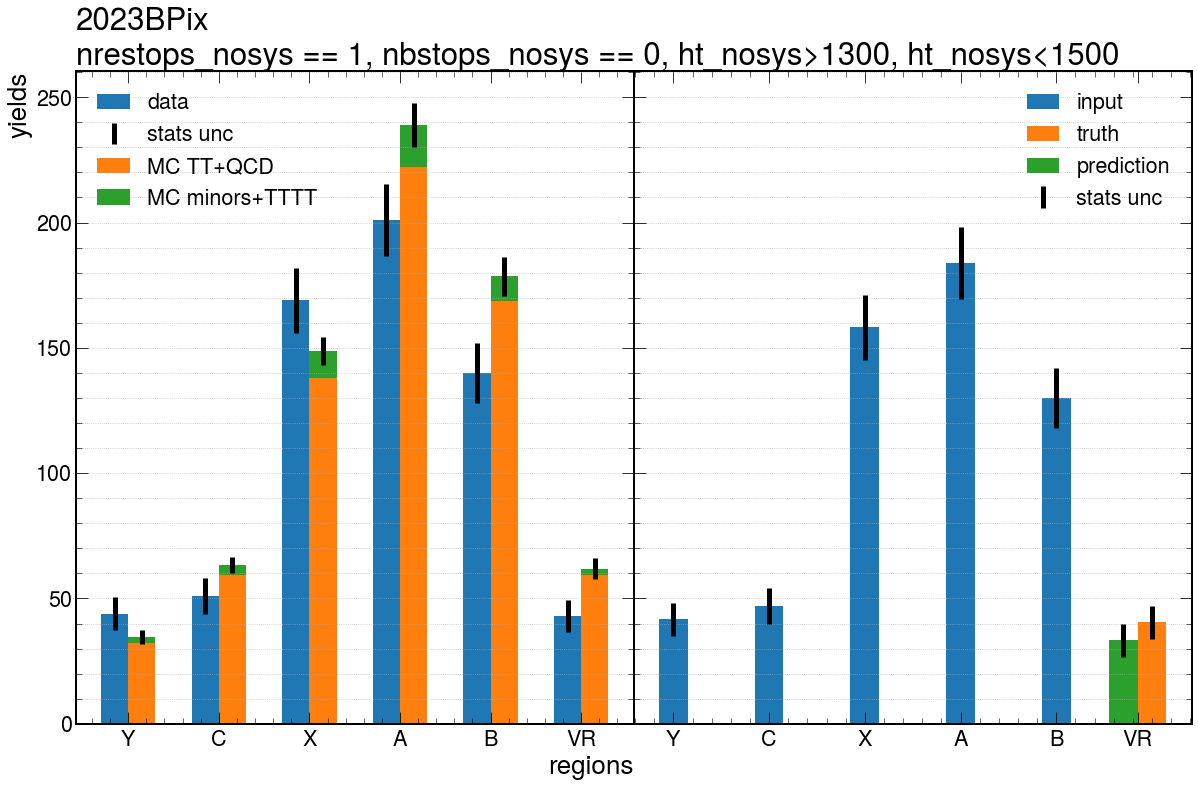 2023BPix
nrestops_nosys == 1, nbstops_nosys == 0, ht_nosys>1300, ht_nosys<1500
yields
250
200
150
100
50
0
data
stats unc
MC TT+QCD
MC minors+TTTT
input
truth
prediction
stats unc
Y C X A B VR
Y C X A B VR
regions